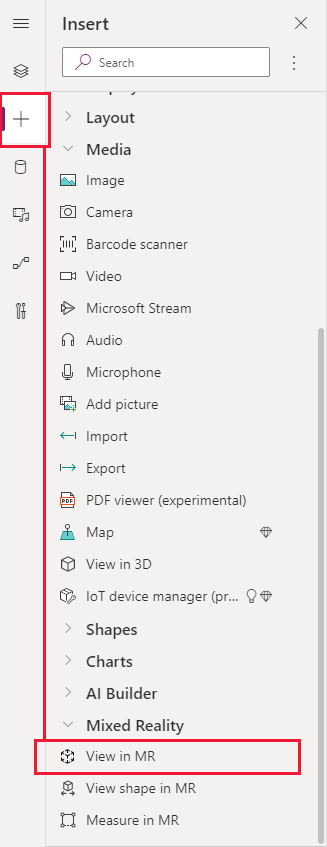 Insert
Search
Layout
Media
Image
Camera
Barcode scanner
Video
Microsoft Stream
Audio
Microphone
Add picture
Import
Export
PDF viewer (experimental)
Map
View in 3D
IoT device manager (pr...
Shapes
Charts
AI Builder
Mixed Reality
View in MR
View shape in MR
Measure in MR